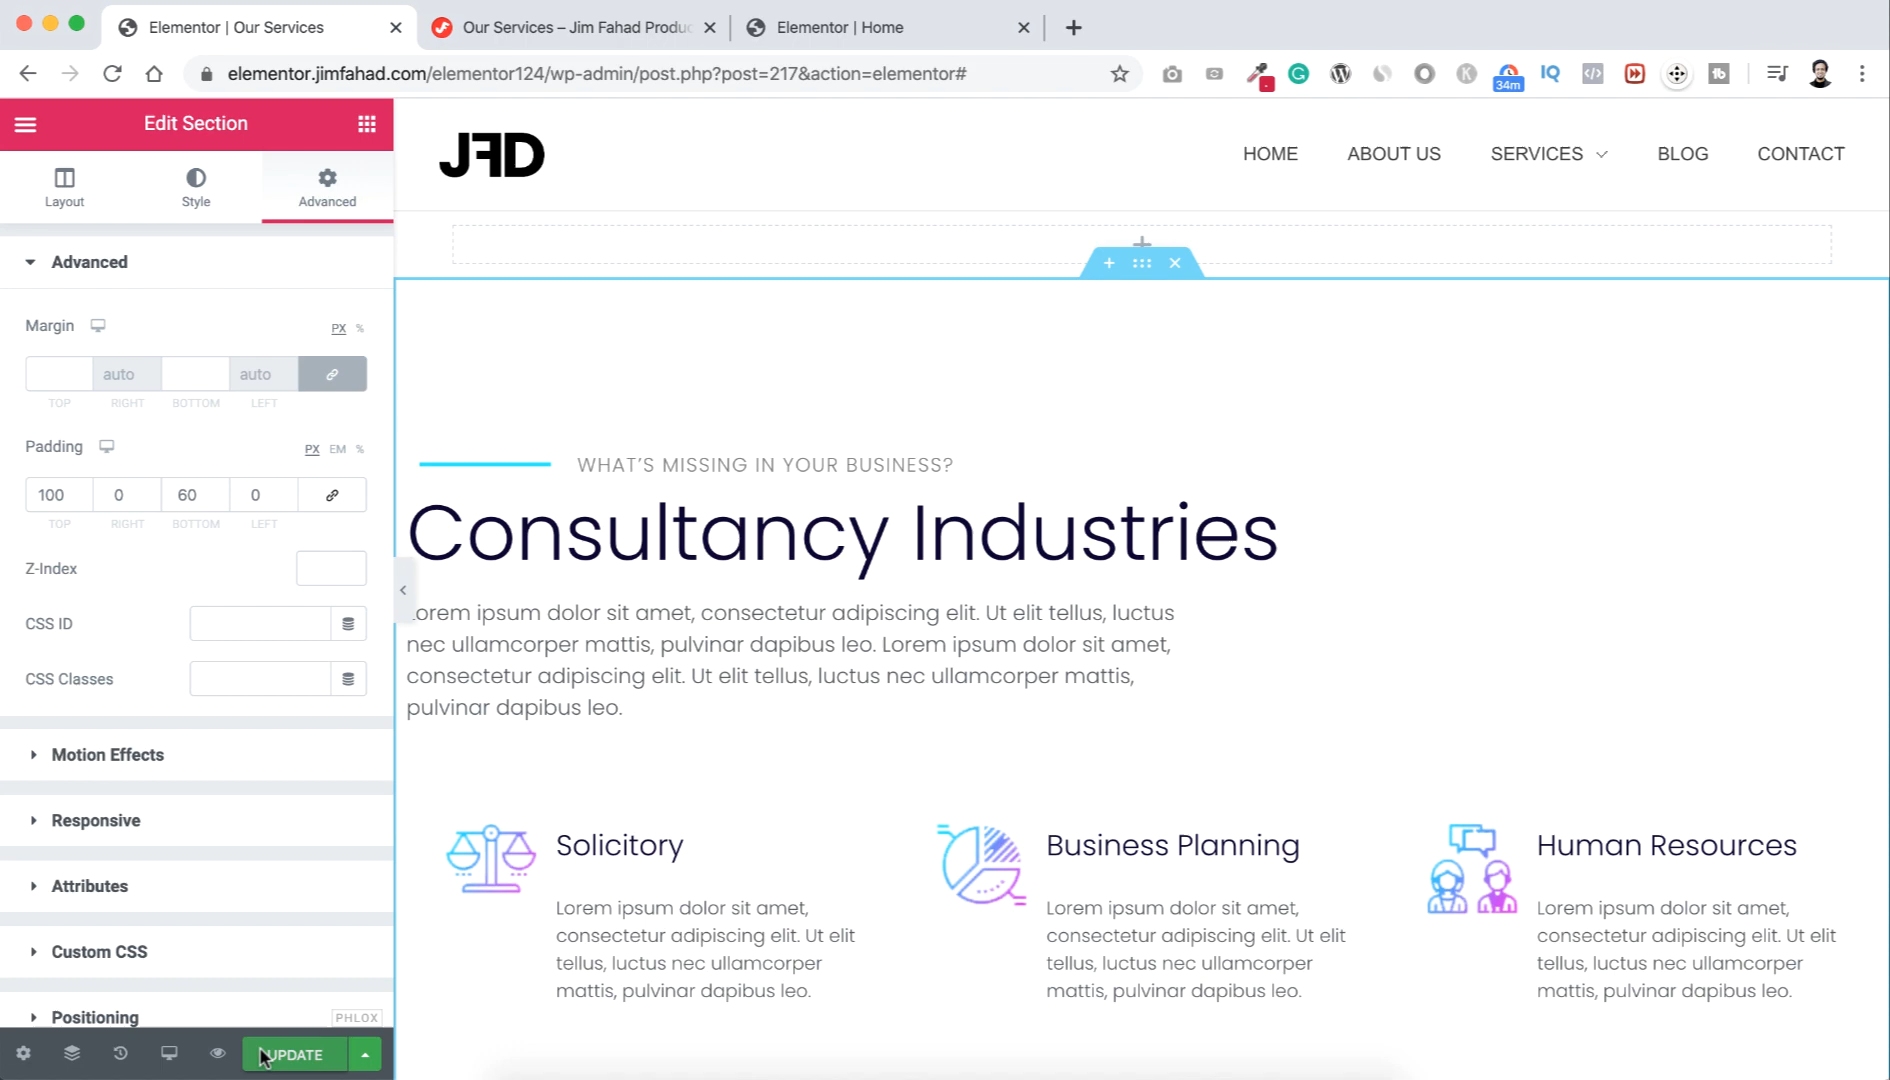 Elementor | Our Services
Our Services – Jim Fahad Produc
Elementor | Home
elementor.jimfahad.com/elementor124/wp-admin/post.php?post=217&action=elementor#
34m
IQ
Edit Section
Layout
Style
Advanced
Advanced
Margin
PX %
auto auto
TOP RIGHT BOTTOM LEFT
Padding
PX EM %
100 0 60 0
TOP RIGHT BOTTOM LEFT
Z-Index
CSS ID
CSS Classes
Motion Effects
Responsive
Attributes
Custom CSS
Positioning
PHLOX
UPDATE
JFD
HOME ABOUT US SERVICES BLOG CONTACT
WHAT'S MISSING IN YOUR BUSINESS?
Consultancy Industries
Lorem ipsum dolor sit amet, consectetur adipiscing elit. Ut elit tellus, luctus
nec ullamcorper mattis, pulvinar dapibus leo. Lorem ipsum dolor sit amet,
consectetur adipiscing elit. Ut elit tellus, luctus nec ullamcorper mattis,
pulvinar dapibus leo.
Solicitory
Lorem ipsum dolor sit amet,
consectetur adipiscing elit. Ut elit
tellus, luctus nec ullamcorper
mattis, pulvinar dapibus leo.
Business Planning
Lorem ipsum dolor sit amet,
consectetur adipiscing elit. Ut elit
tellus, luctus nec ullamcorper
mattis, pulvinar dapibus leo.
Human Resources
Lorem ipsum dolor sit amet,
consectetur adipiscing elit. Ut elit
tellus, luctus nec ullamcorper
mattis, pulvinar dapibus leo.